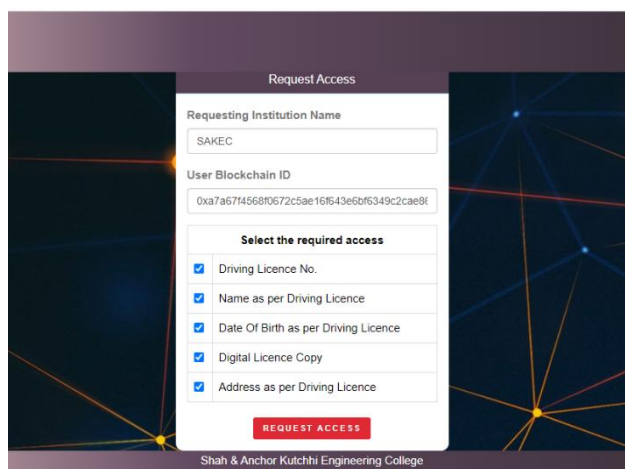 Request Access
Requesting Institution Name
SAKEC
User Blockchain ID
0xa7a67f4568f0672c5ae16f643e6bf6349c2cae8
Select the required access
Driving Licence No.
Name as per Driving Licence
Date Of Birth as per Driving Licence
Digital Licence Copy
Address as per Driving Licence
REQUEST ACCESS
Shah & Anchor Kutchhi Engineering College